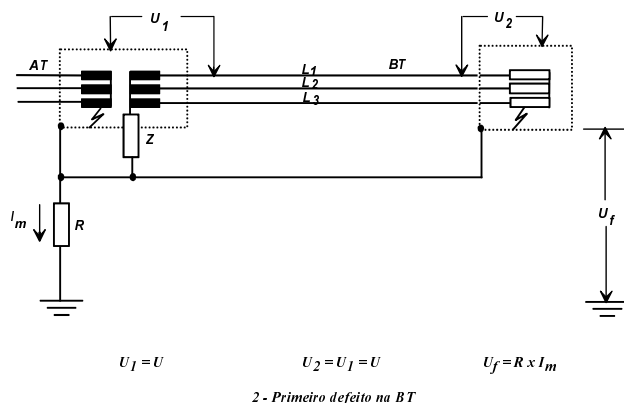 U1
U2
AT
L1
BT
L2
L3
Z
Im
R
Uf
U1 = U
U2 = U1 = U
Uf = R x Im
2 - Primeiro defeito na BT